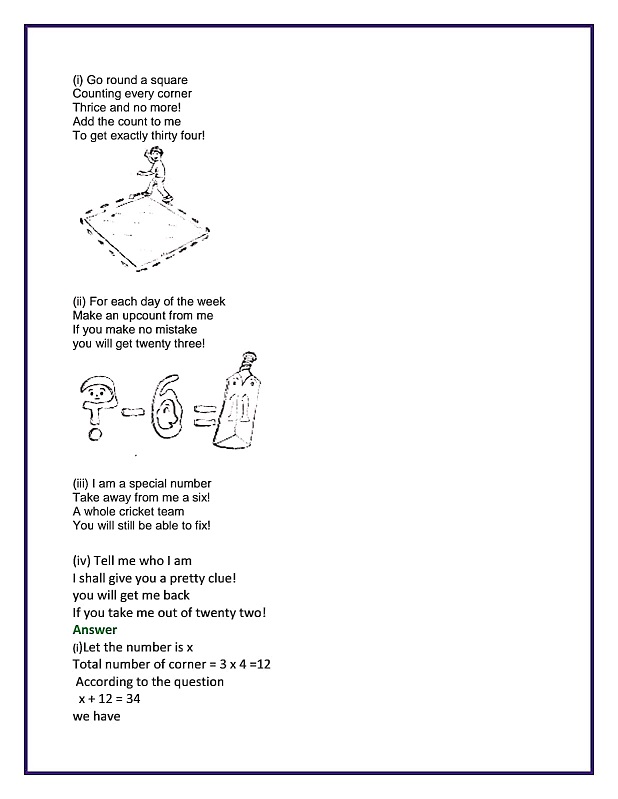 (i) Go round a square
Counting every corner
Thrice and no more!
Add the count to me
To get exactly thirty four!
(ii) For each day of the week
Make an upcount from me
If you make no mistake
you will get twenty three!
? - 6 = 11
(iii) I am a special number
Take away from me a six!
A whole cricket team
You will still be able to fix!
(iv) Tell me who I am
I shall give you a pretty clue!
you will get me back
If you take me out of twenty two!
Answer
(i)Let the number is x
Total number of corner = 3 x 4 =12
According to the question
x + 12 = 34
we have